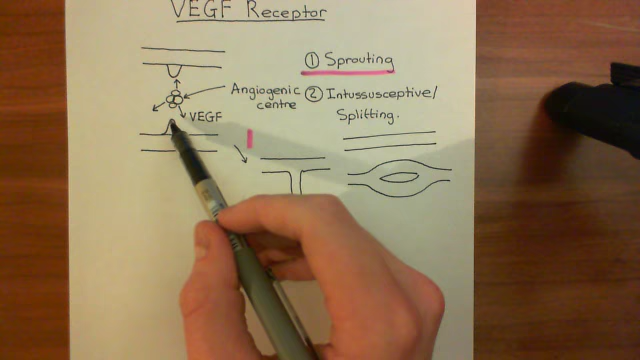 VEGF Receptor
① Sprouting
Angiogenic
centre
② Intussusceptive/
Splitting.
VEGF